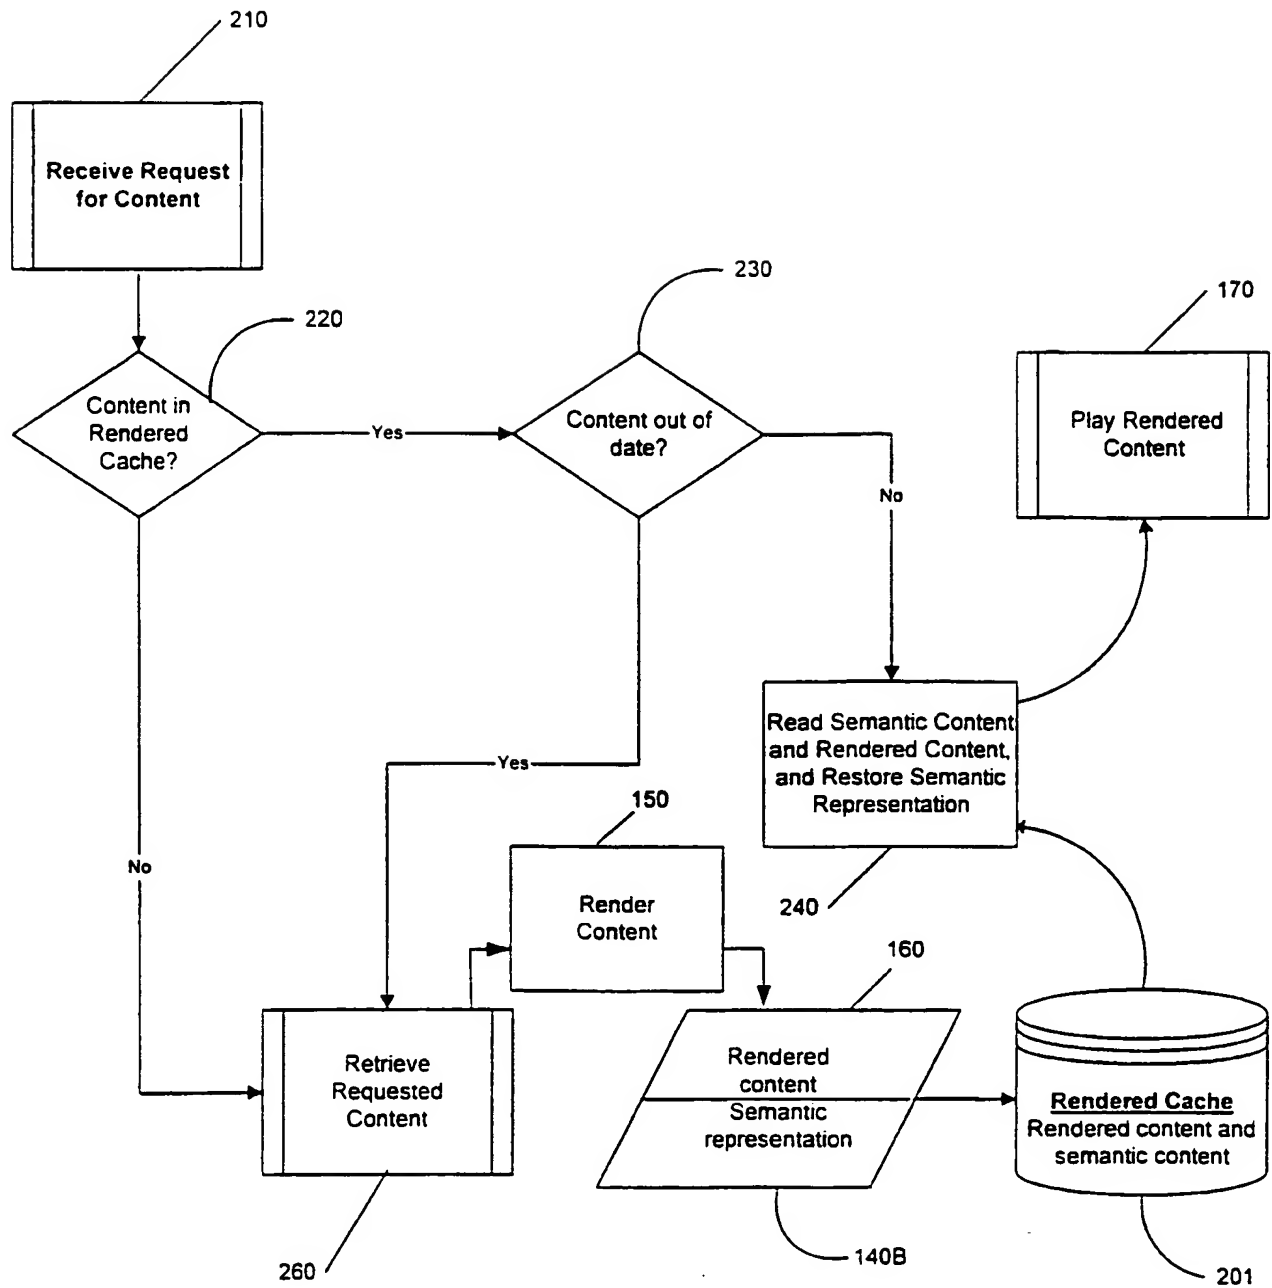 210
Receive Request
for Content
220
Content in
Rendered
Cache?
Yes
230
Content out of
date?
No
170
Play Rendered
Content
Yes
No
Read Semantic Content
and Rendered Content,
and Restore Semantic
Representation
240
150
Render
Content
160
Retrieve
Requested
Content
260
Rendered
content
Semantic
representation
140B
Rendered Cache
Rendered content and
semantic content
201